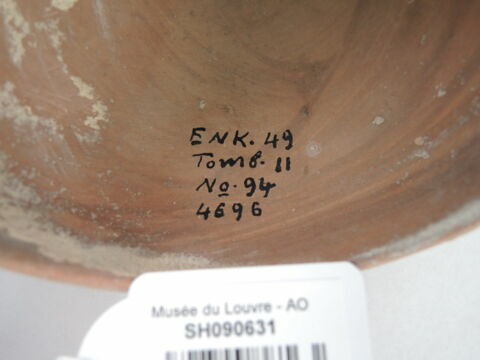 ENK. 49
Tomb. 11
No. 94
4696
Musée du Louvre - AO
SH090631